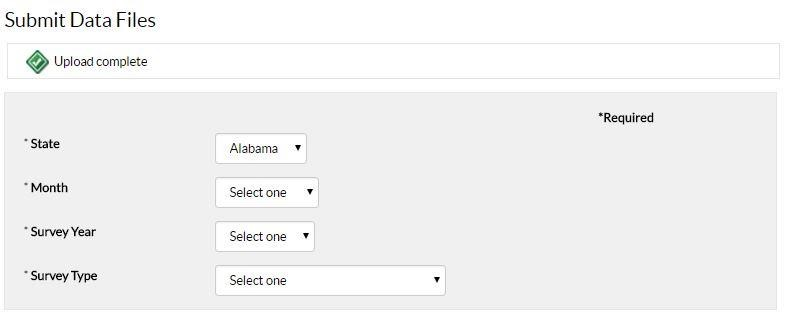 Submit Data Files
Upload complete
*Required
* State Alabama
* Month Select one
* Survey Year Select one
* Survey Type Select one